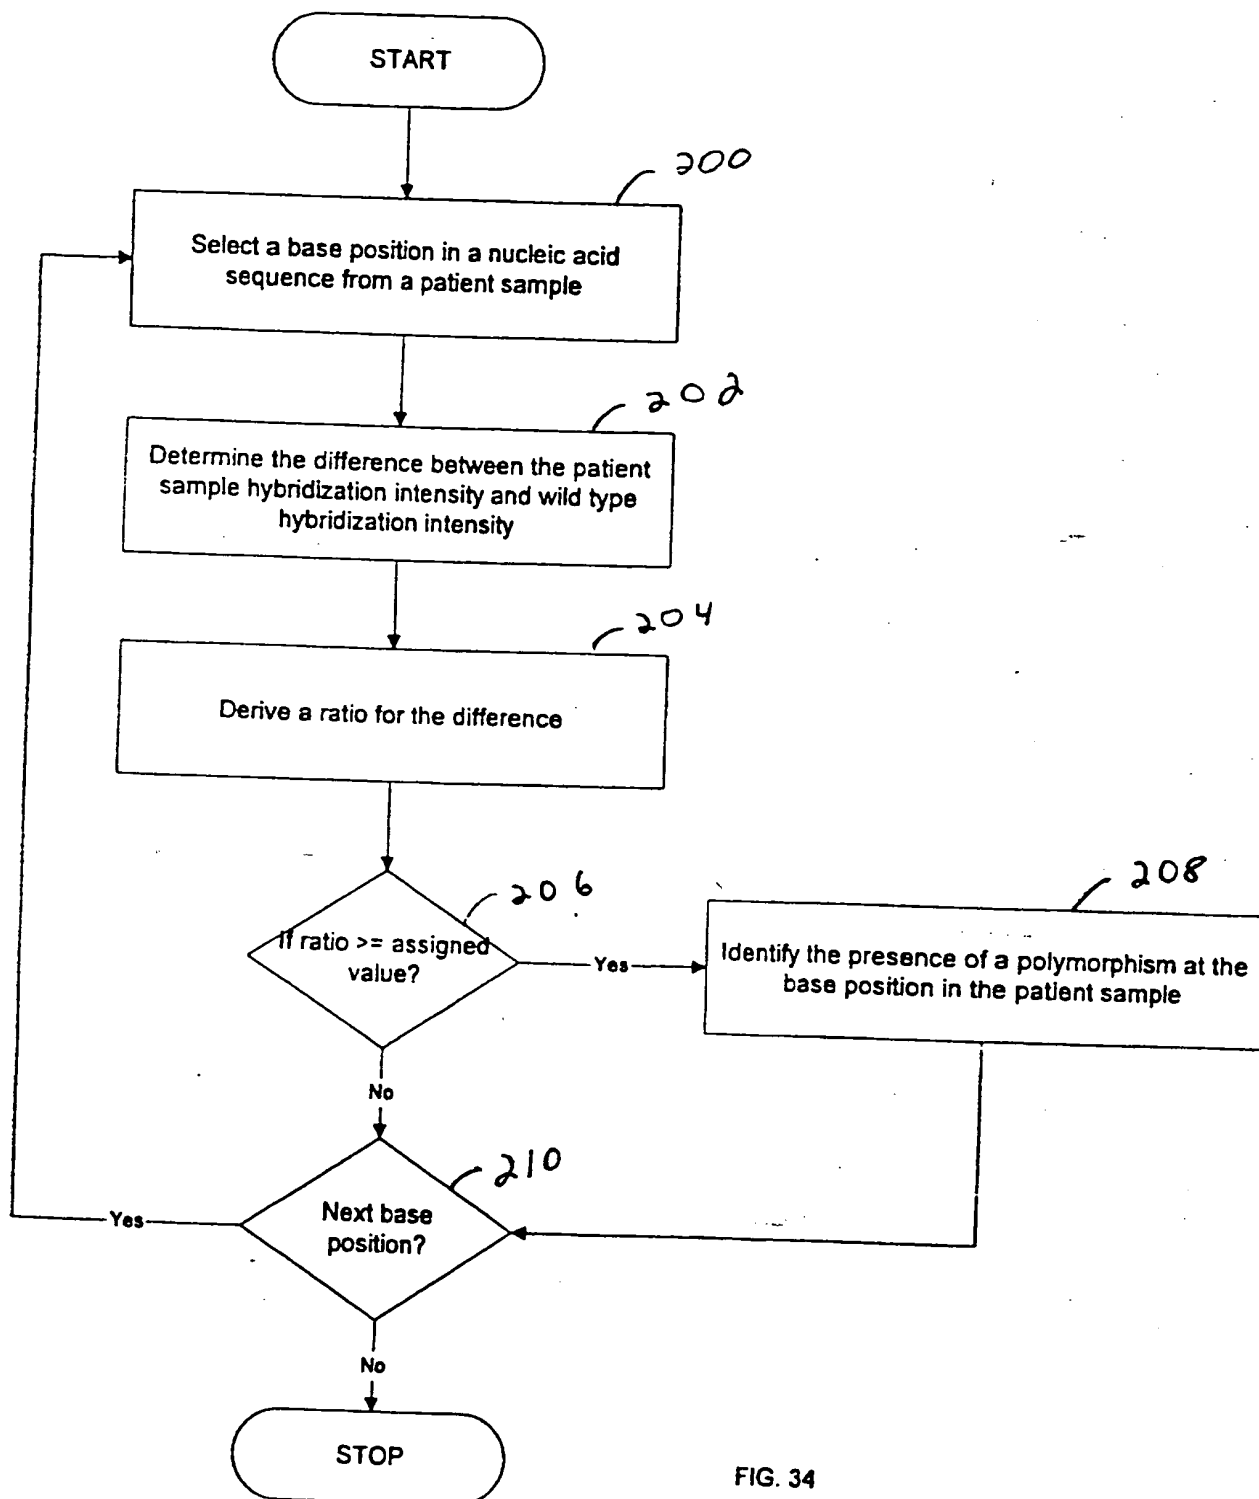 START
200
Select a base position in a nucleic acid
sequence from a patient sample
202
Determine the difference between the patient
sample hybridization intensity and wild type
hybridization intensity
204
Derive a ratio for the difference
206
If ratio >= assigned
value?
Yes
208
Identify the presence of a polymorphism at the
base position in the patient sample
No
210
Next base
position?
Yes
No
STOP
FIG. 34